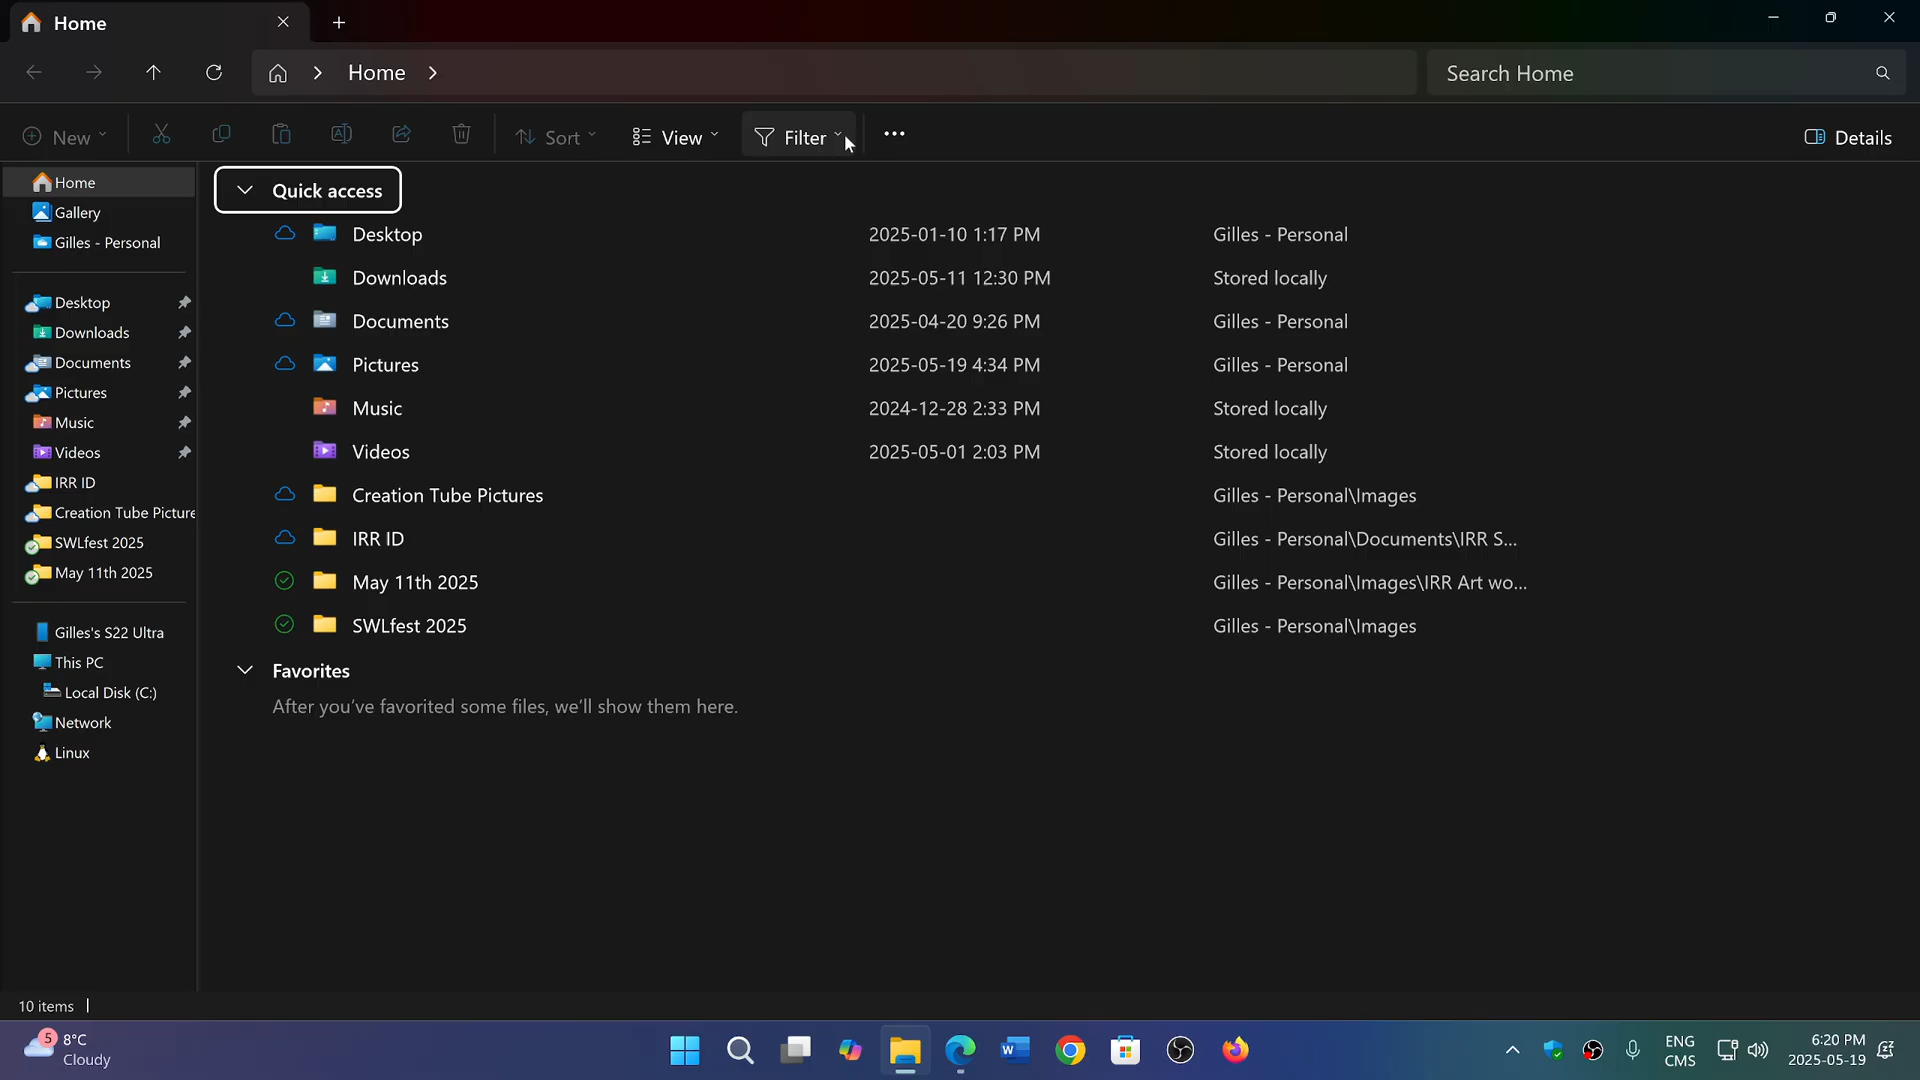 Home
Home
Search Home
New
Sort
View
Filter
Details
Home
Gallery
Gilles - Personal
Desktop
Downloads
Documents
Pictures
Music
Videos
IRR ID
Creation Tube Picture
SWLfest 2025
May 11th 2025
Gilles's S22 Ultra
This PC
Local Disk (C:)
Network
Linux
Quick access
Desktop 2025-01-10 1:17 PM Gilles - Personal
Downloads 2025-05-11 12:30 PM Stored locally
Documents 2025-04-20 9:26 PM Gilles - Personal
Pictures 2025-05-19 4:34 PM Gilles - Personal
Music 2024-12-28 2:33 PM Stored locally
Videos 2025-05-01 2:03 PM Stored locally
Creation Tube Pictures Gilles - Personal\Images
IRR ID Gilles - Personal\Documents\IRR S...
May 11th 2025 Gilles - Personal\Images\IRR Art wo...
SWLfest 2025 Gilles - Personal\Images
Favorites
After you've favorited some files, we'll show them here.
10 items
5
8°C
Cloudy
W
ENG
CMS
6:20 PM
2025-05-19